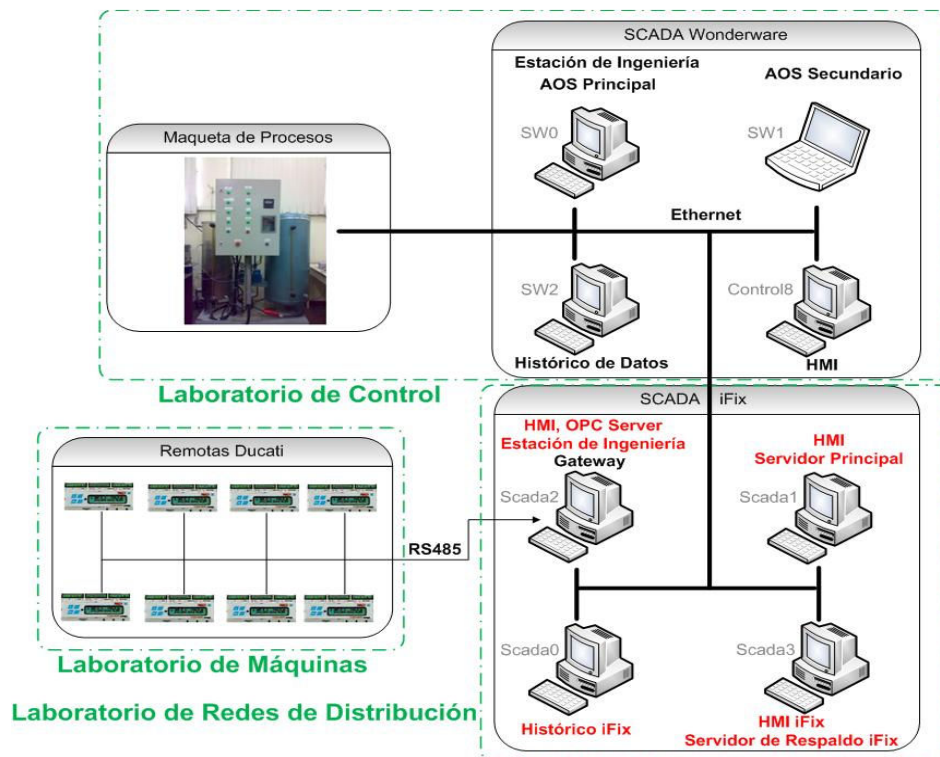 SCADA Wonderware
Estación de Ingeniería
AOS Principal
AOS Secundario
SW0
SW1
Maqueta de Procesos
Ethernet
SW2
Control8
Histórico de Datos
HMI
Laboratorio de Control
SCADA iFix
HMI, OPC Server
Estación de Ingeniería
Gateway
HMI
Servidor Principal
Scada2
Scada1
Remotas Ducati
RS485
Scada0
Scada3
Histórico iFix
HMI iFix
Servidor de Respaldo iFix
Laboratorio de Máquinas
Laboratorio de Redes de Distribución